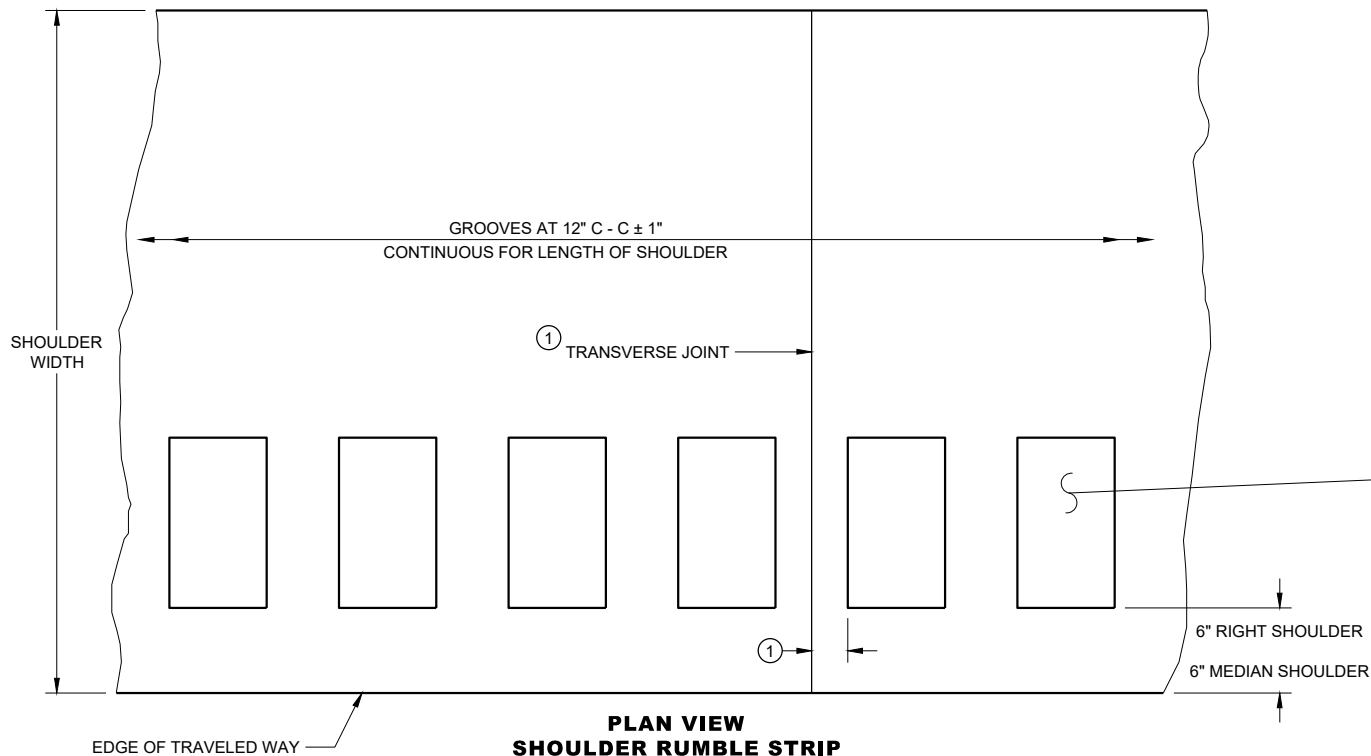 GROOVES AT 12" C - C ± 1"
CONTINUOUS FOR LENGTH OF SHOULDER
SHOULDER
WIDTH
1
TRANSVERSE JOINT
1
6" RIGHT SHOULDER
6" MEDIAN SHOULDER
EDGE OF TRAVELED WAY
PLAN VIEW
SHOULDER RUMBLE STRIP